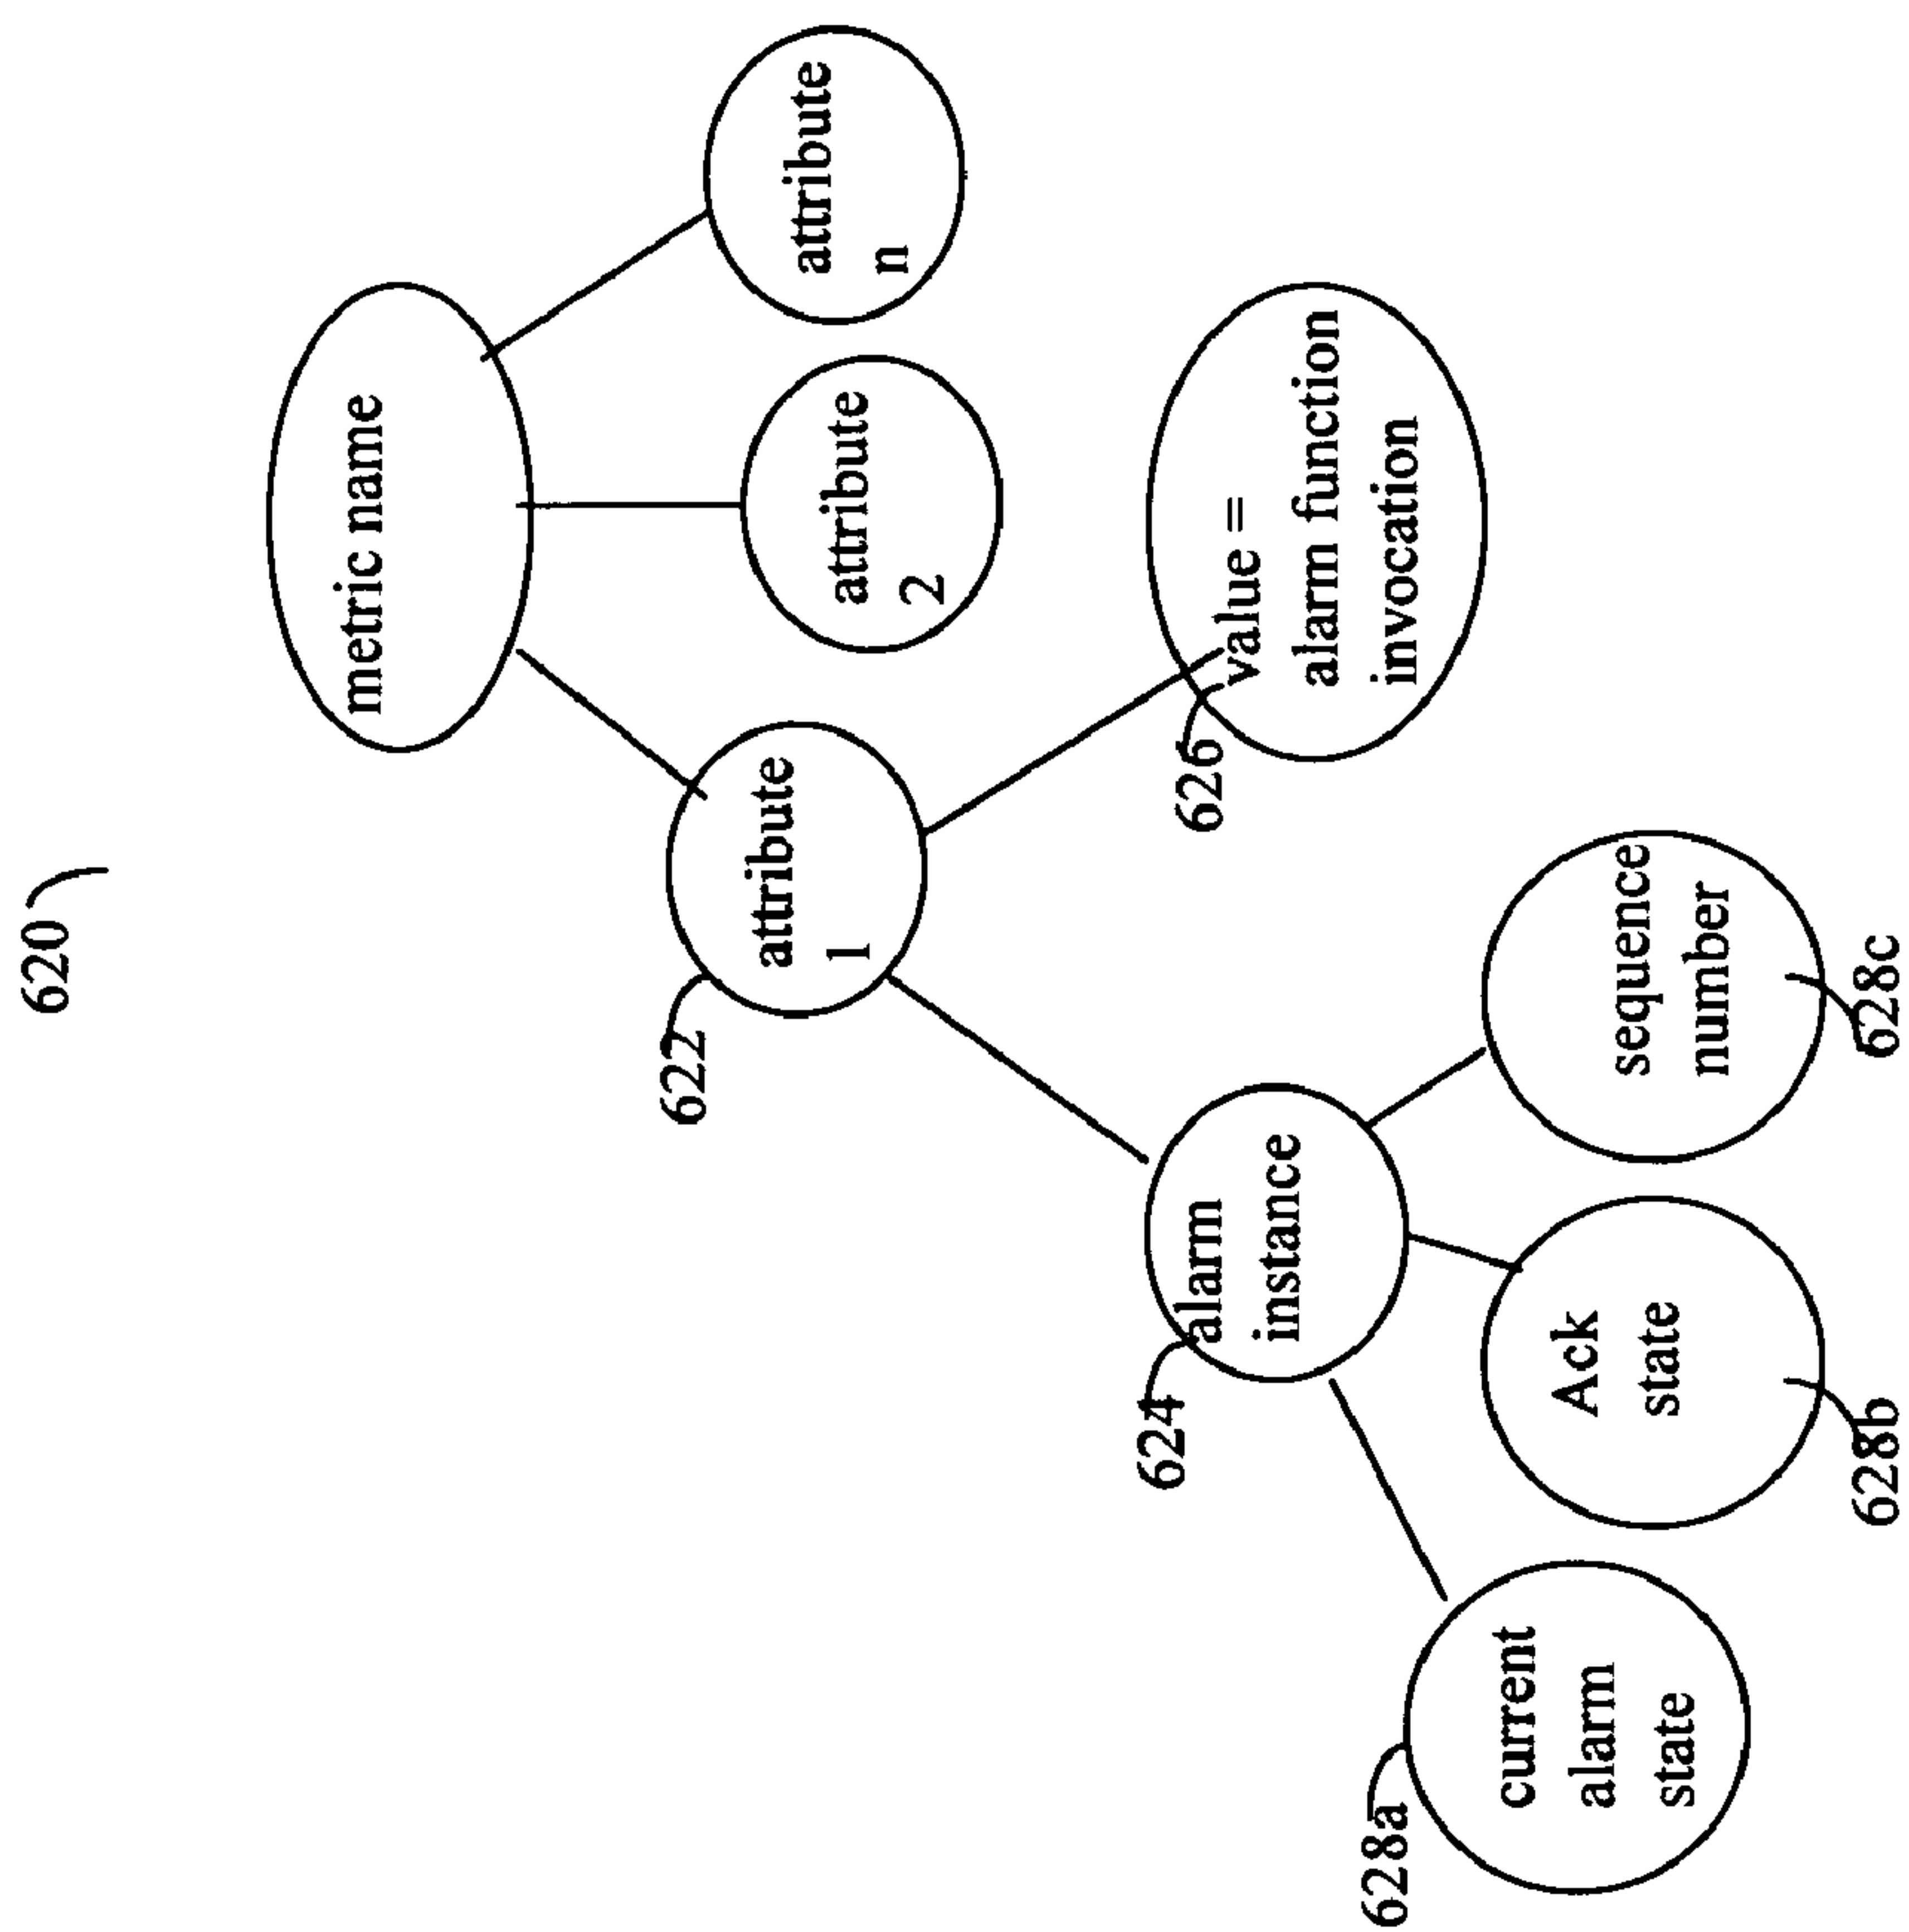 620
metric name
622
attribute
1
attribute
2
attribute
n
624
alarm
instance
626
value =
alarm function
invocation
628a
current
alarm
state
Ack
state
628b
sequence
number
628c